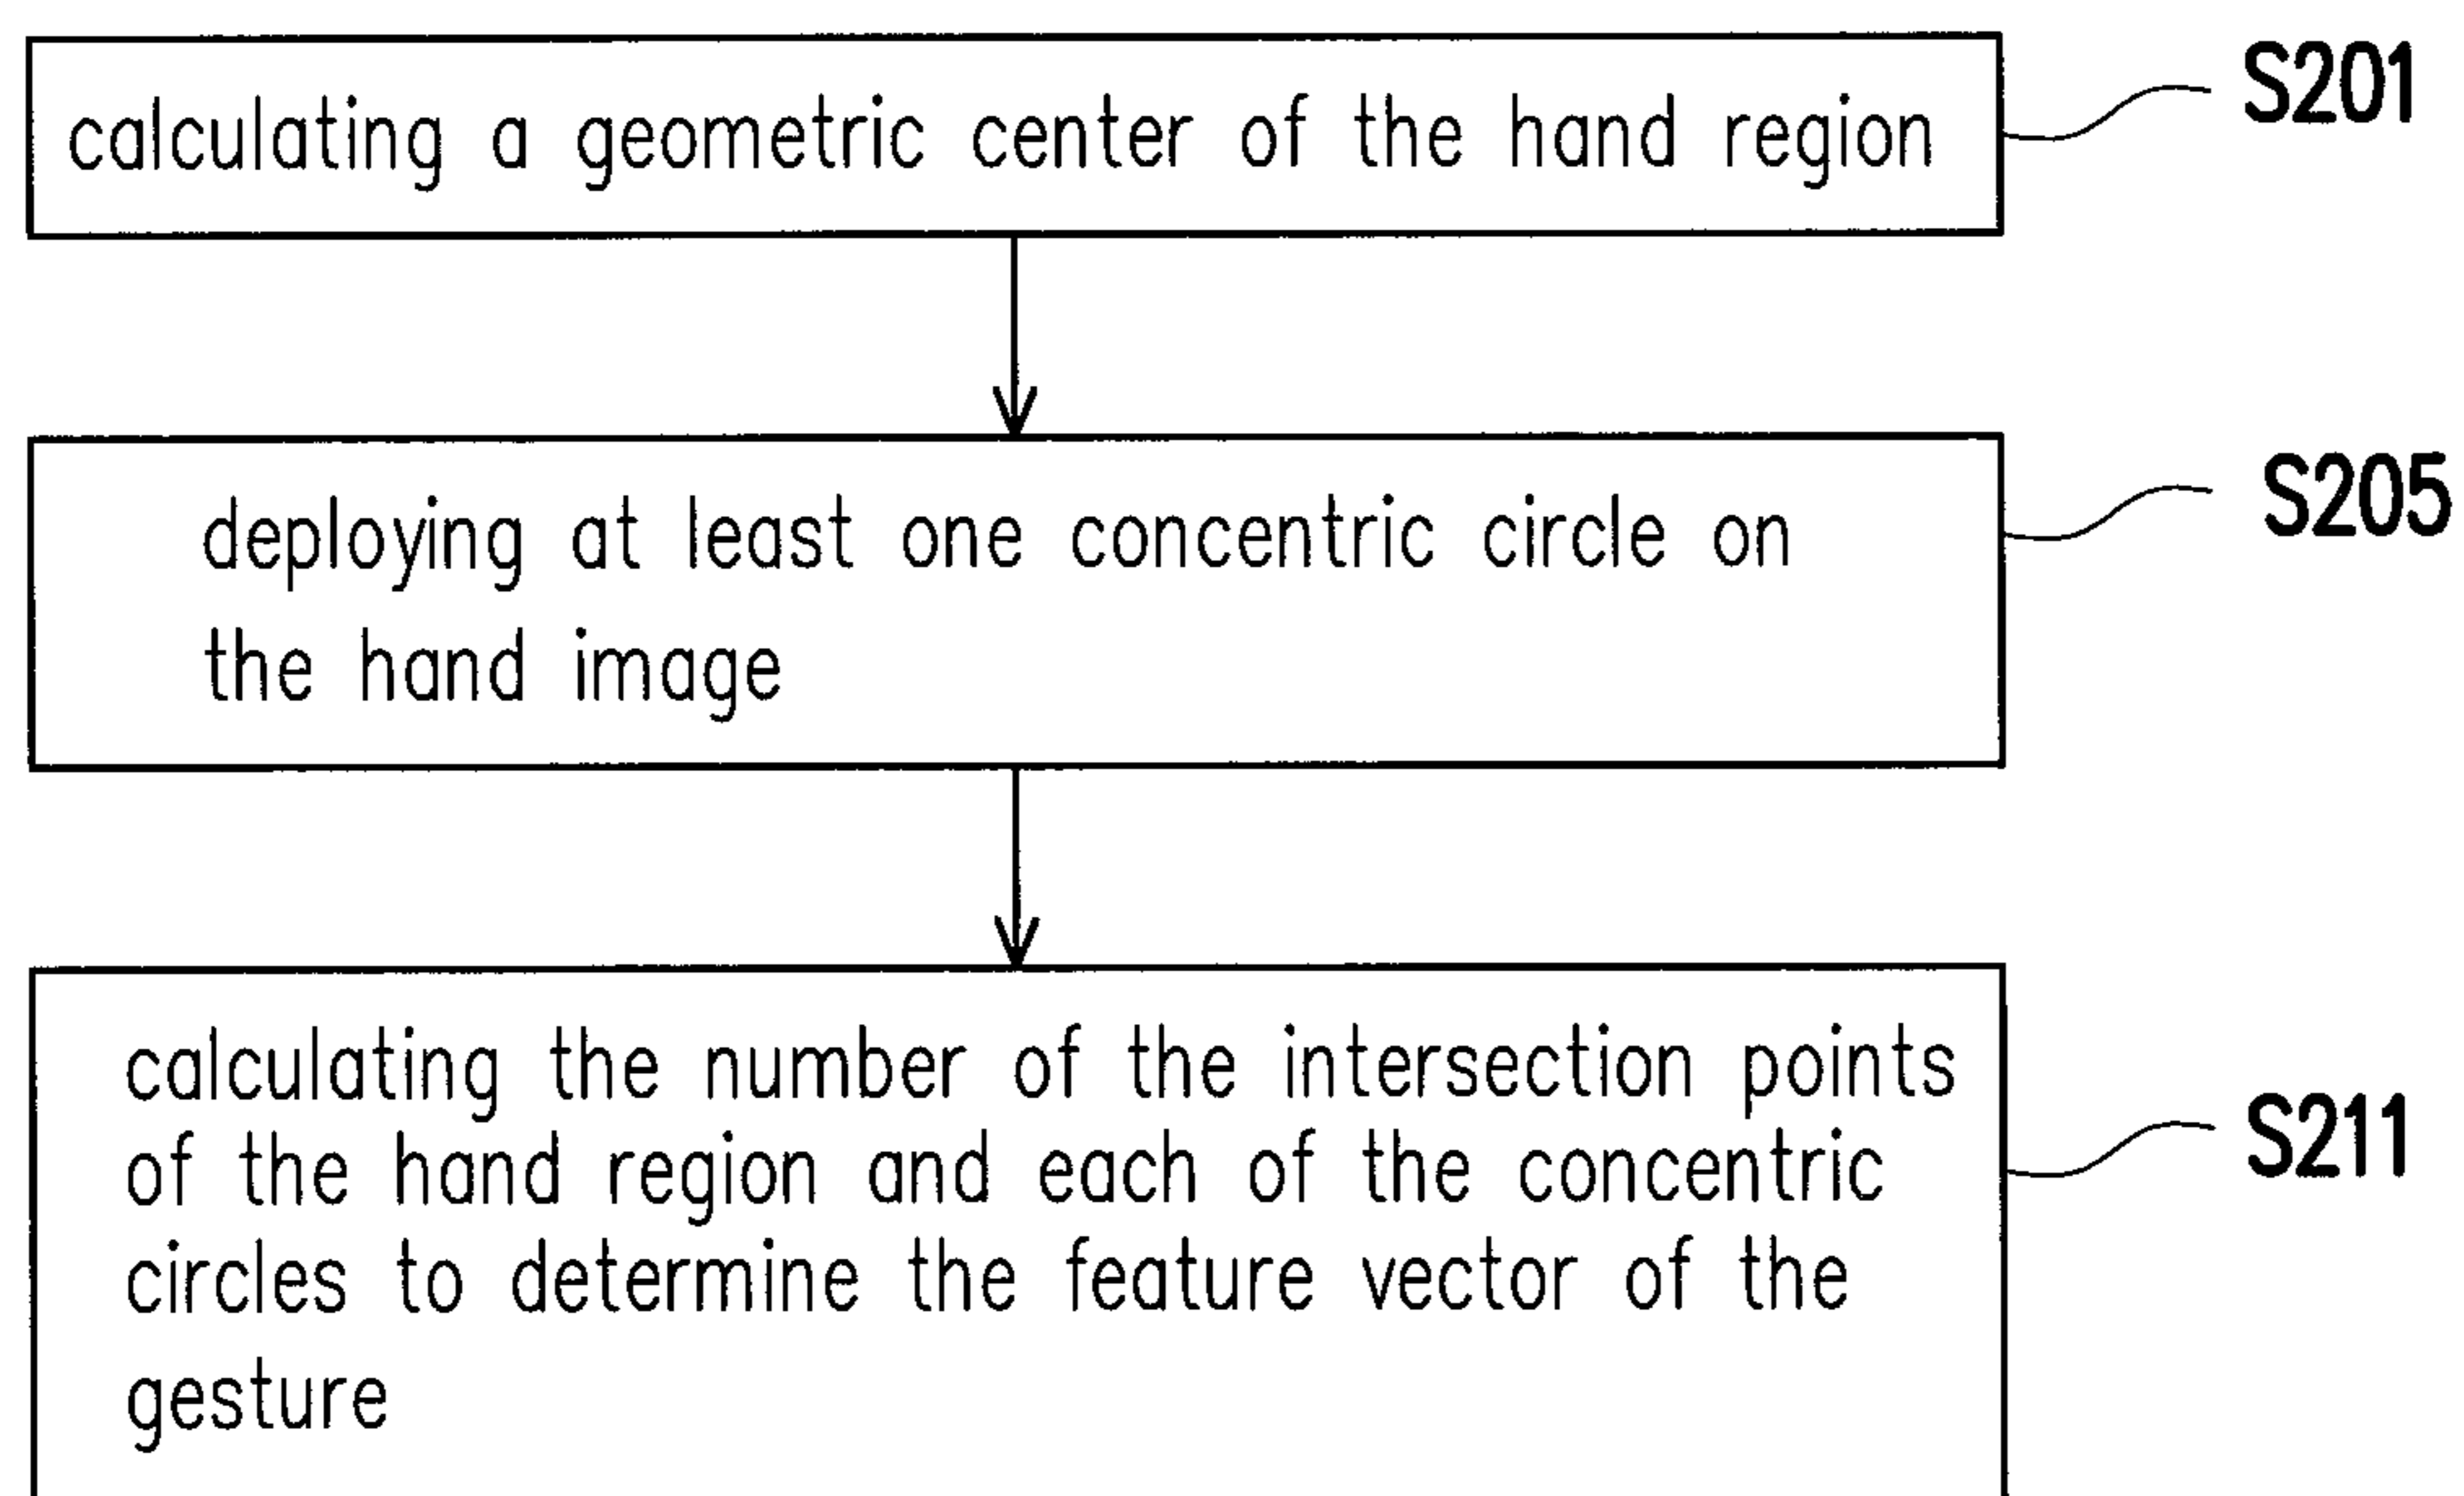 calculating a geometric center of the hand region
S201
deploying at least one concentric circle on
the hand image
S205
calculating the number of the intersection points
of the hand region and each of the concentric
circles to determine the feature vector of the
gesture
S211